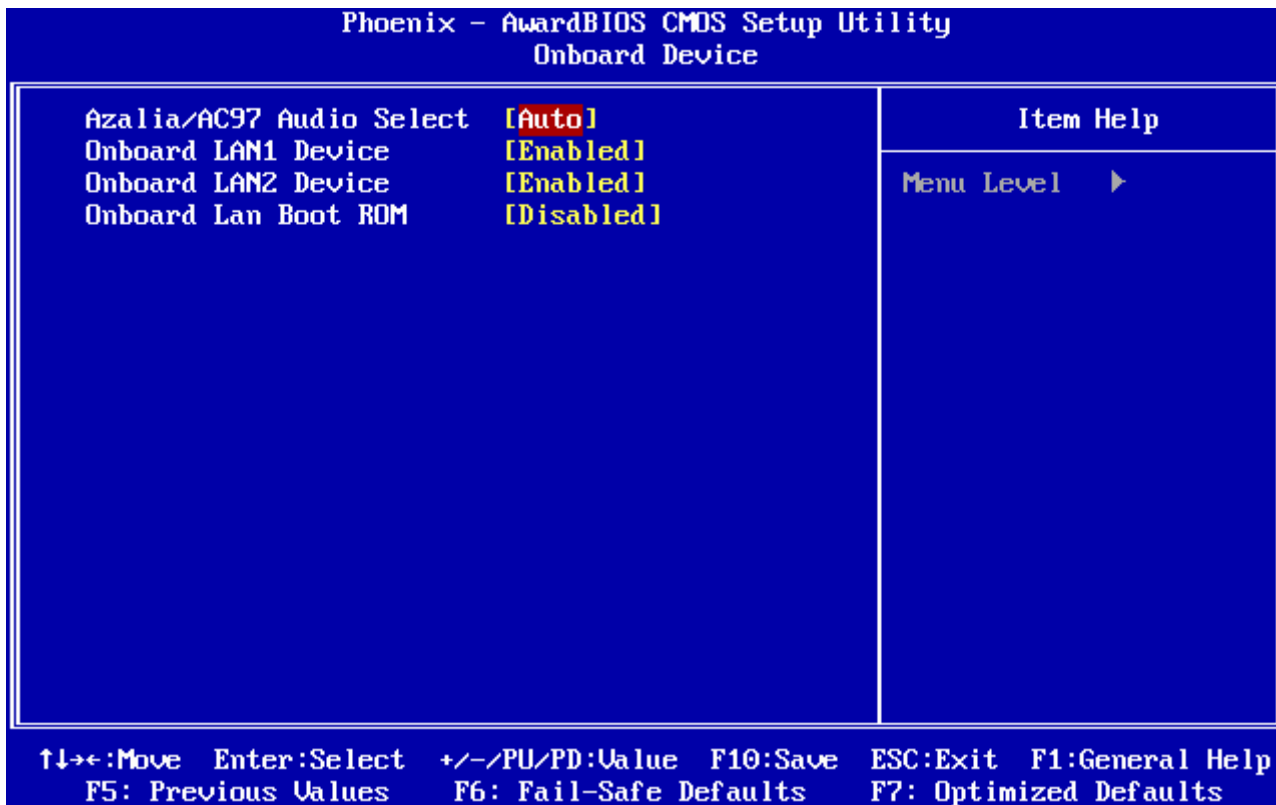 Phoenix - AwardBIOS CMOS Setup Utility
Onboard Device
Azalia/AC97 Audio Select [Auto]
Onboard LAN1 Device [Enabled]
Onboard LAN2 Device [Enabled]
Onboard Lan Boot ROM [Disabled]
Item Help
Menu Level ▶
↑↓→←:Move Enter:Select +/-/PU/PD:Value F10:Save ESC:Exit F1:General Help
F5: Previous Values F6: Fail-Safe Defaults F7: Optimized Defaults